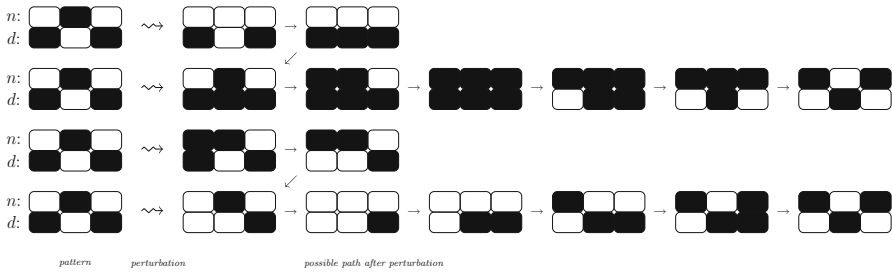 n:
d:
n:
d:
n:
d:
n:
d:
pattern perturbation possible path after perturbation